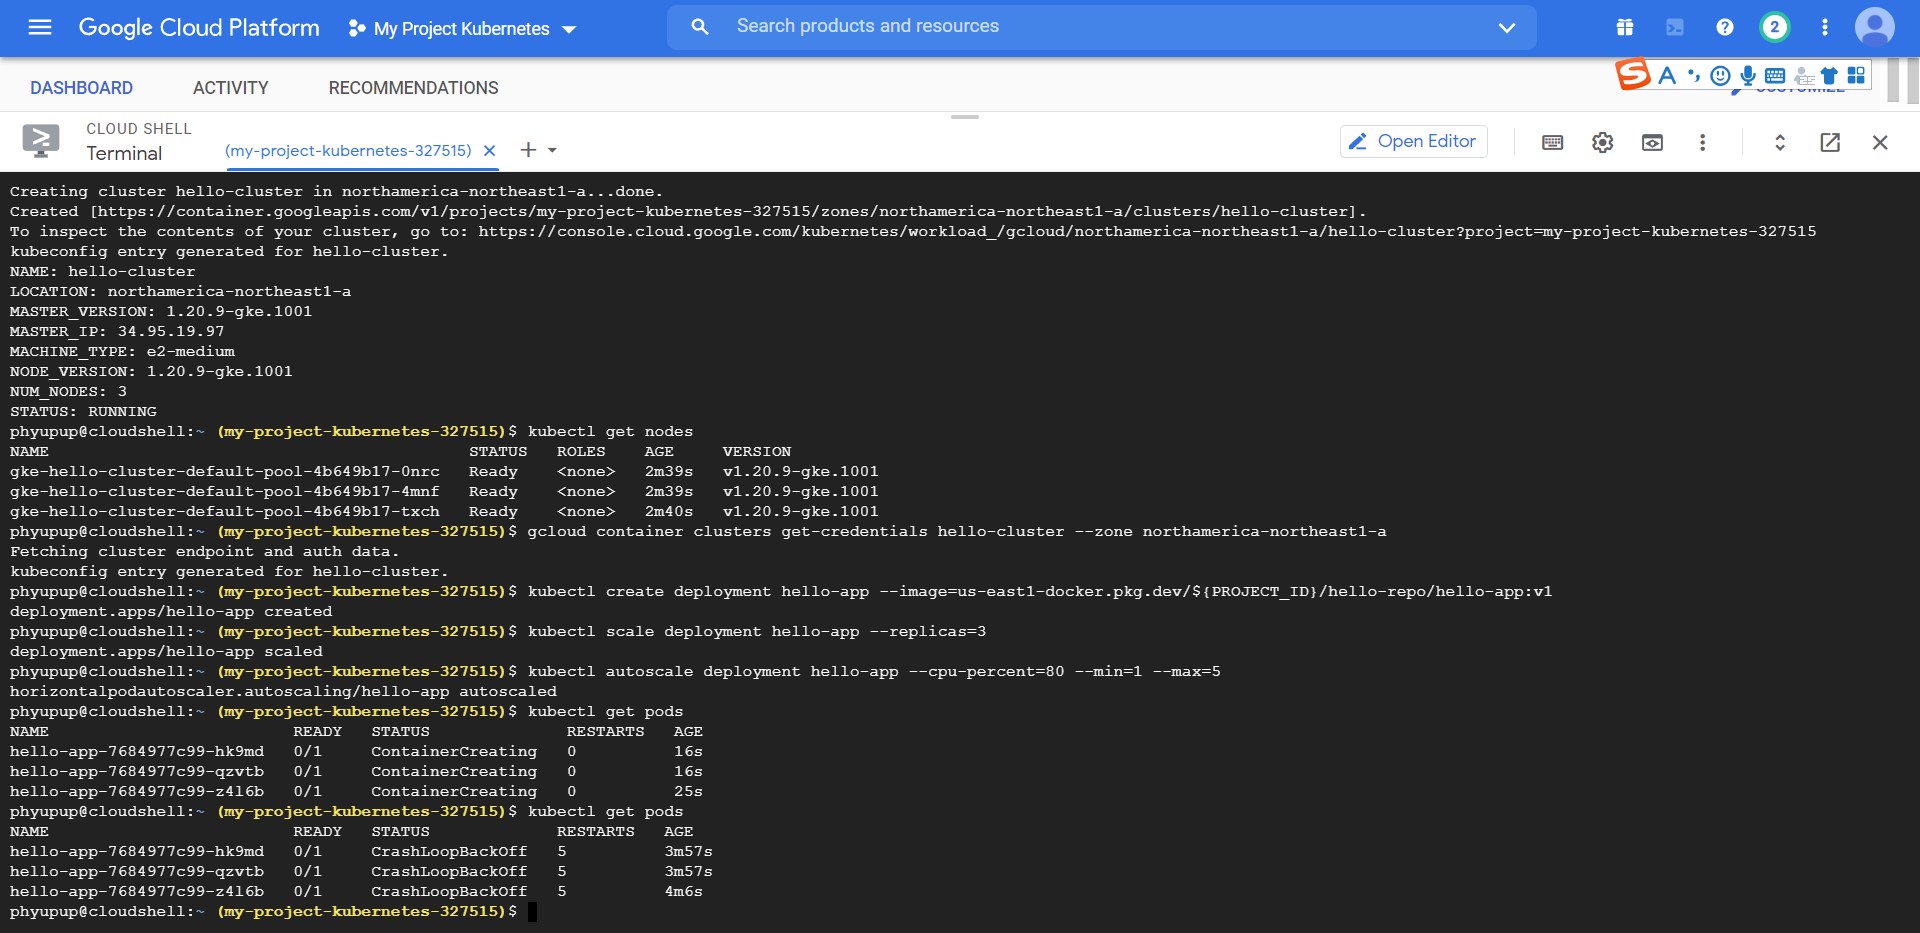 Google Cloud Platform My Project Kubernetes Search products and resources ? 2
DASHBOARD ACTIVITY RECOMMENDATIONS
CLOUD SHELL
Terminal (my-project-kubernetes-327515) Open Editor
Creating cluster hello-cluster in northamerica-northeast1-a...done.
Created [https://container.googleapis.com/v1/projects/my-project-kubernetes-327515/zones/northamerica-northeast1-a/clusters/hello-cluster].
To inspect the contents of your cluster, go to: https://console.cloud.google.com/kubernetes/workload_/gcloud/northamerica-northeast1-a/hello-cluster?project=my-project-kubernetes-327515
kubeconfig entry generated for hello-cluster.
NAME: hello-cluster
LOCATION: northamerica-northeast1-a
MASTER_VERSION: 1.20.9-gke.1001
MASTER_IP: 34.95.19.97
MACHINE_TYPE: e2-medium
NODE_VERSION: 1.20.9-gke.1001
NUM_NODES: 3
STATUS: RUNNING
phyupup@cloudshell:~ (my-project-kubernetes-327515)$ kubectl get nodes
NAME STATUS ROLES AGE VERSION
gke-hello-cluster-default-pool-4b649b17-0nrc Ready <none> 2m39s v1.20.9-gke.1001
gke-hello-cluster-default-pool-4b649b17-4mnf Ready <none> 2m39s v1.20.9-gke.1001
gke-hello-cluster-default-pool-4b649b17-txch Ready <none> 2m40s v1.20.9-gke.1001
phyupup@cloudshell:~ (my-project-kubernetes-327515)$ gcloud container clusters get-credentials hello-cluster --zone northamerica-northeast1-a
Fetching cluster endpoint and auth data.
kubeconfig entry generated for hello-cluster.
phyupup@cloudshell:~ (my-project-kubernetes-327515)$ kubectl create deployment hello-app --image=us-east1-docker.pkg.dev/${PROJECT_ID}/hello-repo/hello-app:v1
deployment.apps/hello-app created
phyupup@cloudshell:~ (my-project-kubernetes-327515)$ kubectl scale deployment hello-app --replicas=3
deployment.apps/hello-app scaled
phyupup@cloudshell:~ (my-project-kubernetes-327515)$ kubectl autoscale deployment hello-app --cpu-percent=80 --min=1 --max=5
horizontalpodautoscaler.autoscaling/hello-app autoscaled
phyupup@cloudshell:~ (my-project-kubernetes-327515)$ kubectl get pods
NAME READY STATUS RESTARTS AGE
hello-app-7684977c99-hk9md 0/1 ContainerCreating 0 16s
hello-app-7684977c99-qzvtb 0/1 ContainerCreating 0 16s
hello-app-7684977c99-z4l6b 0/1 ContainerCreating 0 25s
phyupup@cloudshell:~ (my-project-kubernetes-327515)$ kubectl get pods
NAME READY STATUS RESTARTS AGE
hello-app-7684977c99-hk9md 0/1 CrashLoopBackOff 5 3m57s
hello-app-7684977c99-qzvtb 0/1 CrashLoopBackOff 5 3m57s
hello-app-7684977c99-z4l6b 0/1 CrashLoopBackOff 5 4m6s
phyupup@cloudshell:~ (my-project-kubernetes-327515)$